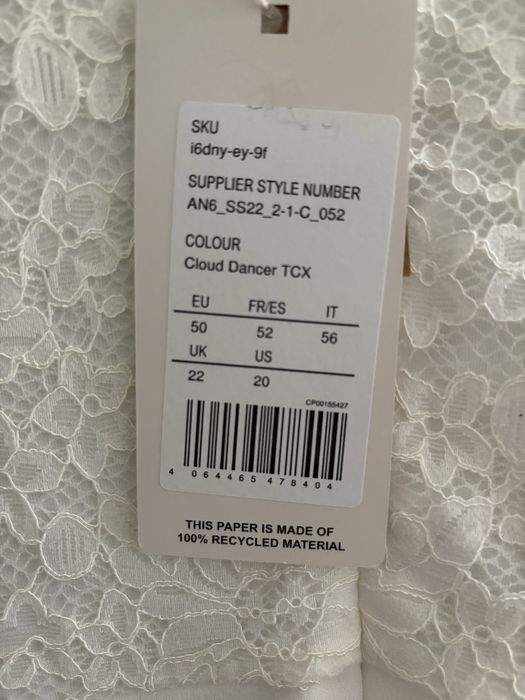 SKU
i6dny-ey-9f
SUPPLIER STYLE NUMBER
AN6_SS22_2-1-C_052
COLOUR
Cloud Dancer TCX
EU FR/ES IT
50 52 56
UK US
22 20
CP00155427
4 064465 478404
THIS PAPER IS MADE OF
100% RECYCLED MATERIAL